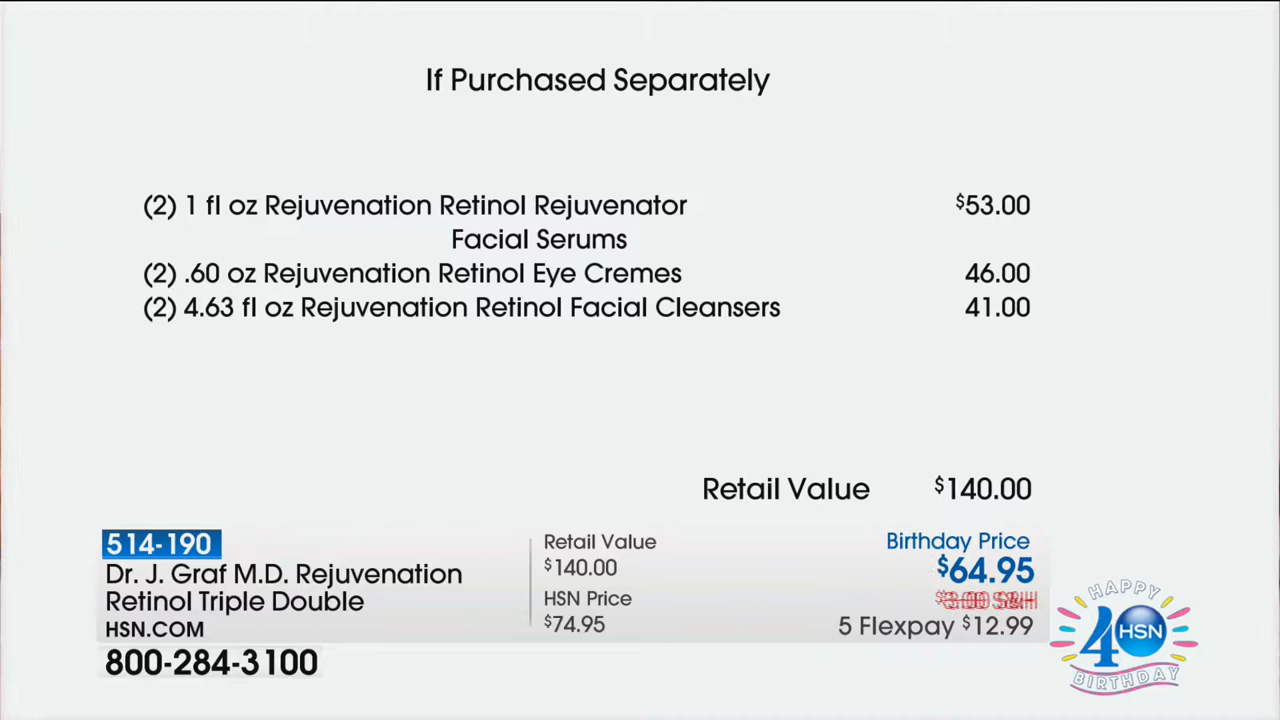 If Purchased Separately
(2) 1 fl oz Rejuvenation Retinol Rejuvenator $53.00
Facial Serums
(2) .60 oz Rejuvenation Retinol Eye Cremes 46.00
(2) 4.63 fl oz Rejuvenation Retinol Facial Cleansers 41.00
Retail Value $140.00
514-190
Dr. J. Graf M.D. Rejuvenation
Retinol Triple Double
HSN.COM
800-284-3100
Retail Value
$140.00
HSN Price
$74.95
Birthday Price
$64.95
$3.00 S&H
5 Flexpay $12.99
HAPPY
40 HSN
BIRTHDAY